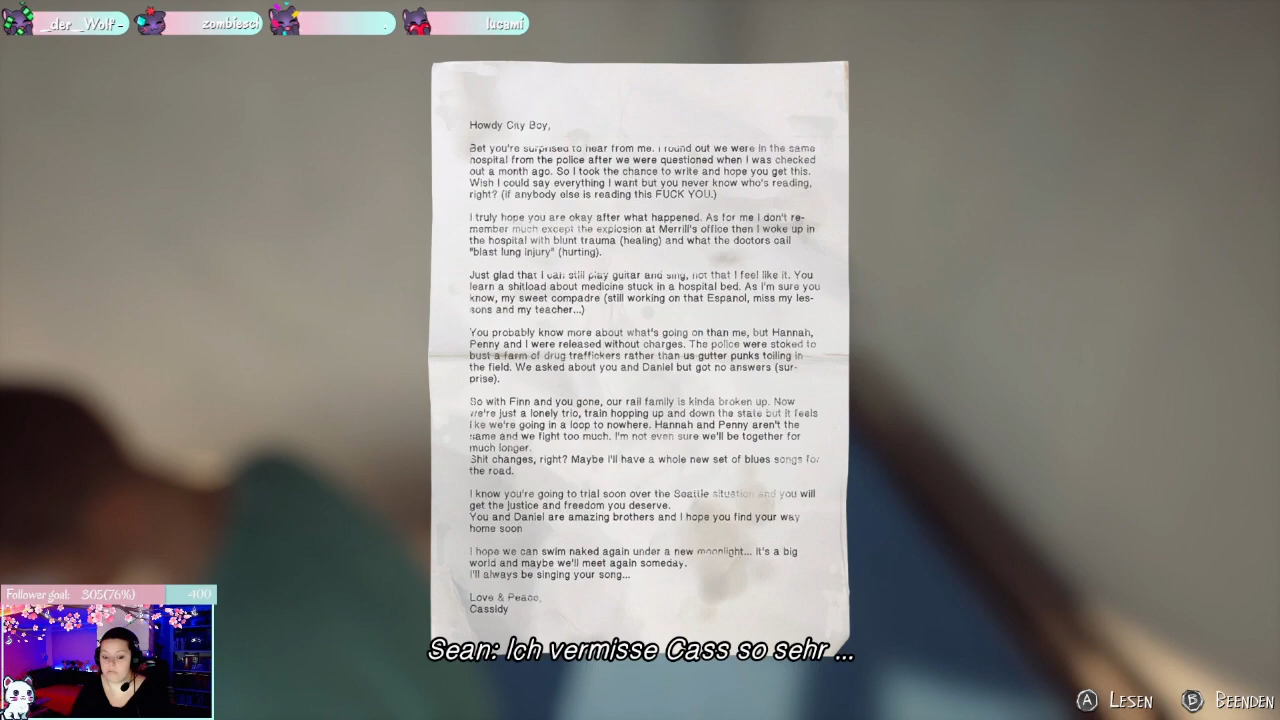 __der__Wolf-
zombiesc
.
lucami
Howdy City Boy,
Bet you're surprised to hear from me. I found out we were in the same
hospital from the police after we were questioned when I was checked
out a month ago. So I took the chance to write and hope you get this.
Wish I could say everything I want but you never know who's reading,
right? (if anybody else is reading this FUCK YOU.)
I truly hope you are okay after what happened. As for me I don't re-
member much except the explosion at Merrill's office then I woke up in
the hospital with blunt trauma (healing) and what the doctors call
"blast lung injury" (hurting).
Just glad that I can still play guitar and sing, not that I feel like it. You
learn a shitload about medicine stuck in a hospital bed. As I'm sure you
know, my sweet compadre (still working on that Espanol, miss my les-
sons and my teacher...)
You probably know more about what's going on than me, but Hannah,
Penny and I were released without charges. The police were stoked to
bust a farm of drug traffickers rather than us gutter punks toiling in
the field. We asked about you and Daniel but got no answers (sur-
prise).
So with Finn and you gone, our rail family is kinda broken up. Now
we're just a lonely trio, train hopping up and down the state but it feels
like we're going in a loop to nowhere. Hannah and Penny aren't the
same and we fight too much. I'm not even sure we'll be together for
much longer.
Shit changes, right? Maybe I'll have a whole new set of blues songs for
the road.
I know you're going to trial soon over the Seattle situation and you will
get the justice and freedom you deserve.
You and Daniel are amazing brothers and I hope you find your way
home soon
I hope we can swim naked again under a new moonlight... It's a big
world and maybe we'll meet again someday.
I'll always be singing your song...
Love & Peace,
Cassidy
Follower goal: 305(76%) 400
Sean: Ich vermisse Cass so sehr ...
A LESEN B BEENDEN